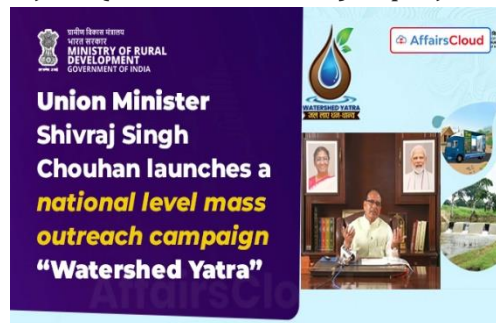 ग्रामीण विकास मंत्रालय
भारत सरकार
MINISTRY OF RURAL
DEVELOPMENT
GOVERNMENT OF INDIA
AffairsCloud
WATERSHED YATRA
Union Minister
Shivraj Singh
Chouhan launches a
national level mass
outreach campaign
“Watershed Yatra”